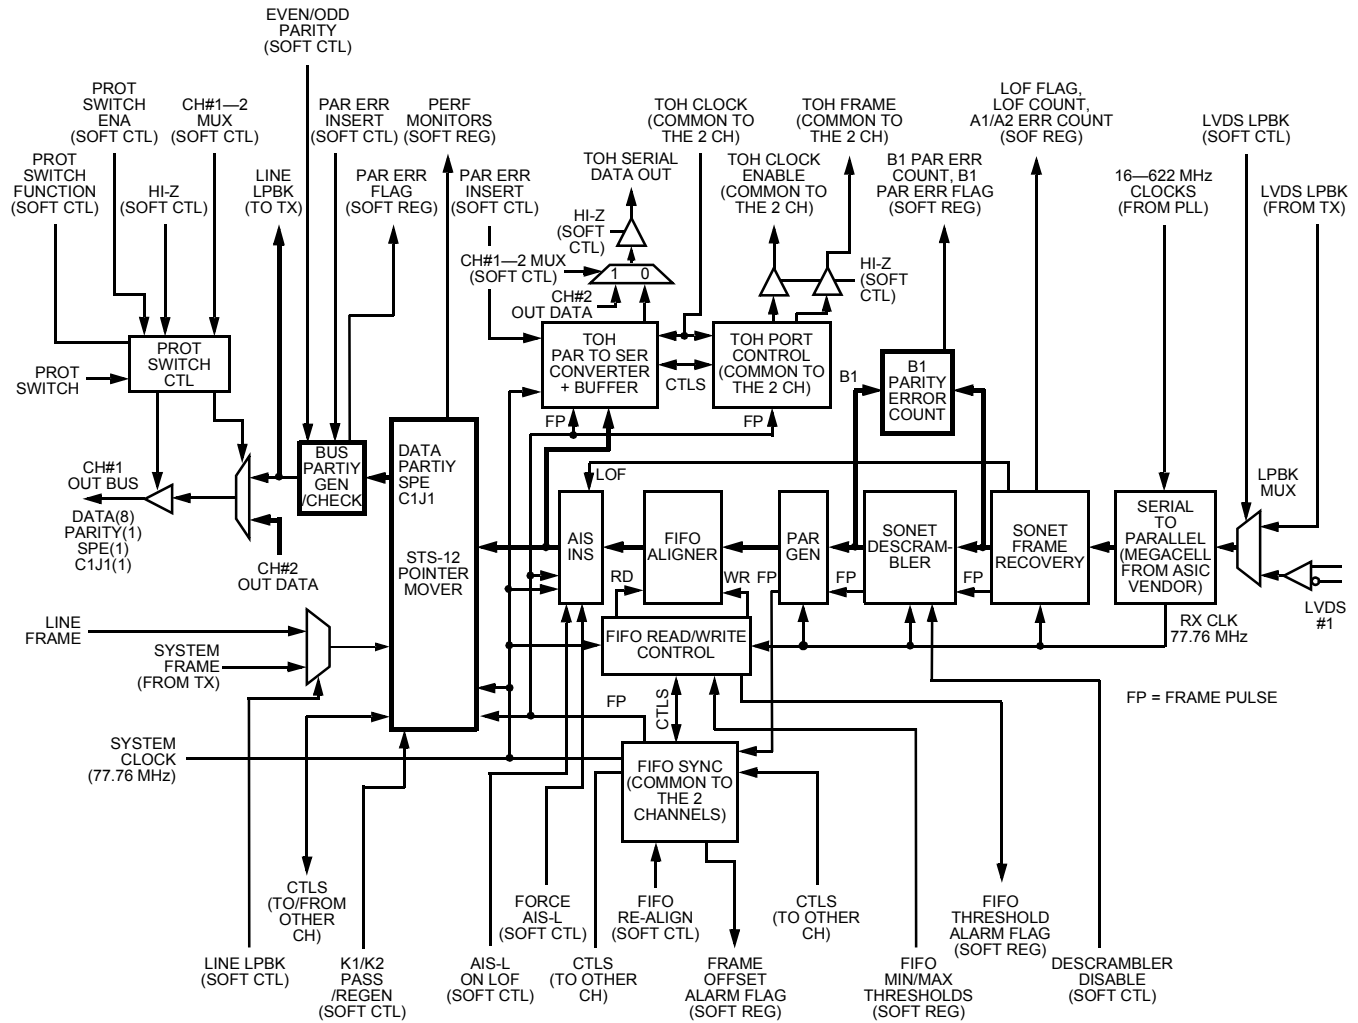 EVEN/ODD
PARITY
(SOFT CTL)
PROT
SWITCH
ENA
(SOFT CTL)
CH#1—2
MUX
(SOFT CTL)
PAR ERR
INSERT
(SOFT CTL)
PERF
MONITORS
(SOFT REG)
TOH CLOCK
(COMMON TO
THE 2 CH)
TOH FRAME
(COMMON TO
THE 2 CH)
LOF FLAG,
LOF COUNT,
A1/A2 ERR COUNT
(SOF REG)
LVDS LPBK
(SOFT CTL)
PROT
SWITCH
FUNCTION
(SOFT CTL)
HI-Z
(SOFT CTL)
LINE
LPBK
(TO TX)
PAR ERR
FLAG
(SOFT REG)
PAR ERR
INSERT
(SOFT CTL)
TOH SERIAL
DATA OUT
TOH CLOCK
ENABLE
(COMMON TO
THE 2 CH)
B1 PAR ERR
COUNT, B1
PAR ERR FLAG
(SOFT REG)
16—622 MHz
CLOCKS
(FROM PLL)
LVDS LPBK
(FROM TX)
HI-Z
(SOFT
CTL)
CH#1—2 MUX
(SOFT CTL)
1 0
HI-Z
(SOFT
CTL)
CH#2
OUT DATA
PROT
SWITCH
PROT
SWITCH
CTL
TOH
PAR TO SER
CONVERTER
+ BUFFER
CTLS
TOH PORT
CONTROL
(COMMON TO
THE 2 CH)
B1
B1
PARITY
ERROR
COUNT
FP
FP
CH#1
OUT BUS
DATA(8)
PARITY(1)
SPE(1)
C1J1(1)
BUS
PARTIY
GEN
/CHECK
DATA
PARTIY
SPE
C1J1
STS-12
POINTER
MOVER
CH#2
OUT DATA
LOF
AIS
INS
FIFO
ALIGNER
PAR
GEN
SONET
DESCRAM-
BLER
SONET
FRAME
RECOVERY
SERIAL
TO
PARALLEL
(MEGACELL
FROM ASIC
VENDOR)
LPBK
MUX
RD
WR
FP
FP
FP
LVDS
#1
RX CLK
77.76 MHz
LINE
FRAME
SYSTEM
FRAME
(FROM TX)
FIFO READ/WRITE
CONTROL
FP = FRAME PULSE
FP
CTLS
SYSTEM
CLOCK
(77.76 MHz)
FIFO SYNC
(COMMON TO
THE 2
CHANNELS)
CTLS
(TO/FROM
OTHER
CH)
FORCE
AIS-L
(SOFT CTL)
FIFO
RE-ALIGN
(SOFT CTL)
CTLS
(TO OTHER
CH)
FIFO
THRESHOLD
ALARM FLAG
(SOFT REG)
LINE LPBK
(SOFT CTL)
K1/K2
PASS
/REGEN
(SOFT CTL)
AIS-L
ON LOF
(SOFT CTL)
CTLS
(TO OTHER
CH)
FRAME
OFFSET
ALARM FLAG
(SOFT REG)
FIFO
MIN/MAX
THRESHOLDS
(SOFT REG)
DESCRAMBLER
DISABLE
(SOFT CTL)